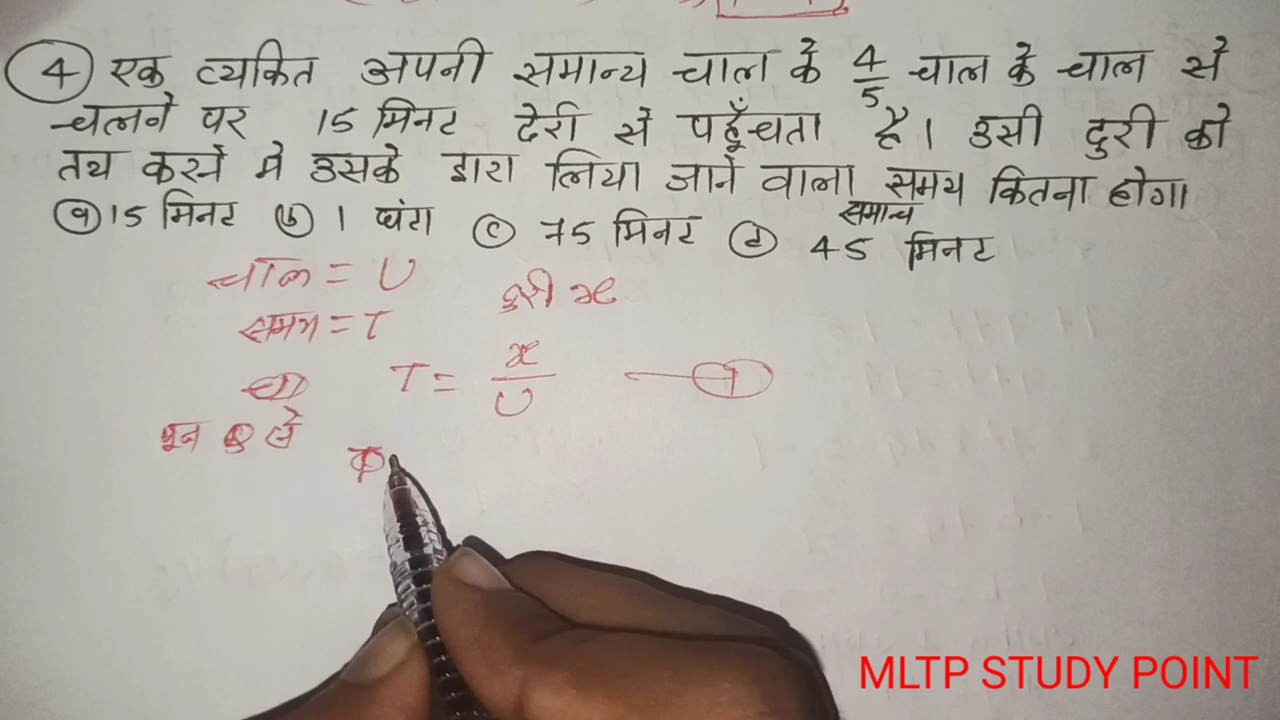 4 एक व्यकित अपनी समान्य चाल के 4/5 चाल के चाल से
चलने पर 15 मिनट देरी से पहुँचता है। उसी दुरी को
तय करने मे उसके द्वारा लिया जाने वाला समय कितना होगा
समान्य
a 15 मिनट b 1 घंटा c 75 मिनट d 45 मिनट
चाल = U
दुरी x
समय = T
T = x/U 1
पुन से
MLTP STUDY POINT